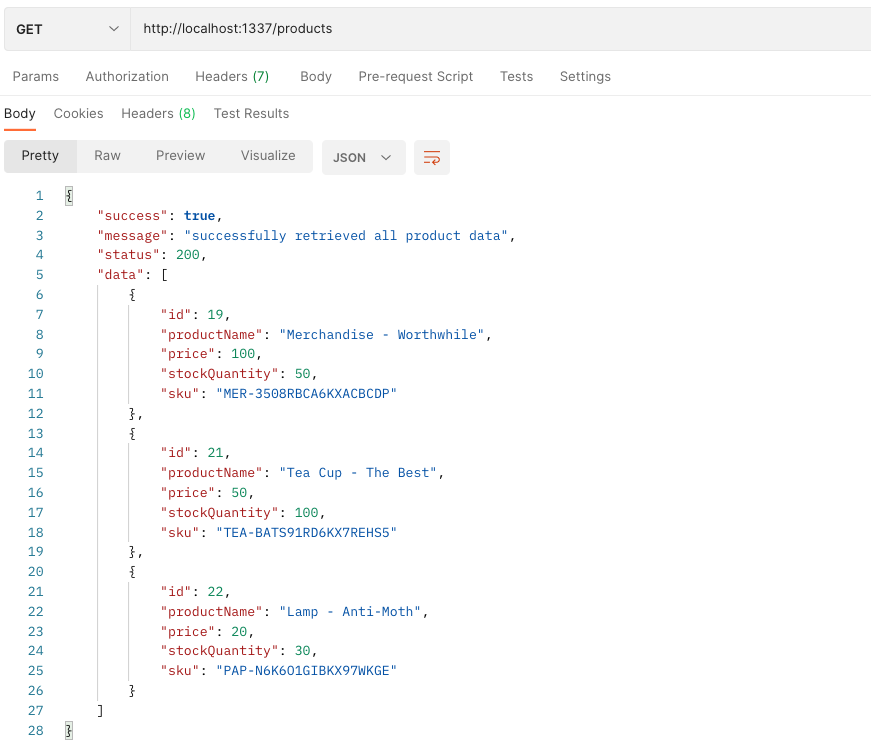 GET http://localhost:1337/products
Params Authorization Headers (7) Body Pre-request Script Tests Settings
Body Cookies Headers (8) Test Results
Pretty Raw Preview Visualize JSON
1 {
2 "success": true,
3 "message": "successfully retrieved all product data",
4 "status": 200,
5 "data": [
6 {
7 "id": 19,
8 "productName": "Merchandise - Worthwhile",
9 "price": 100,
10 "stockQuantity": 50,
11 "sku": "MER-3508RBCA6KXACBCDP"
12 },
13 {
14 "id": 21,
15 "productName": "Tea Cup - The Best",
16 "price": 50,
17 "stockQuantity": 100,
18 "sku": "TEA-BATS91RD6KX7REHS5"
19 },
20 {
21 "id": 22,
22 "productName": "Lamp - Anti-Moth",
23 "price": 20,
24 "stockQuantity": 30,
25 "sku": "PAP-N6K6O1GIBKX97WKGE"
26 }
27 ]
28 }